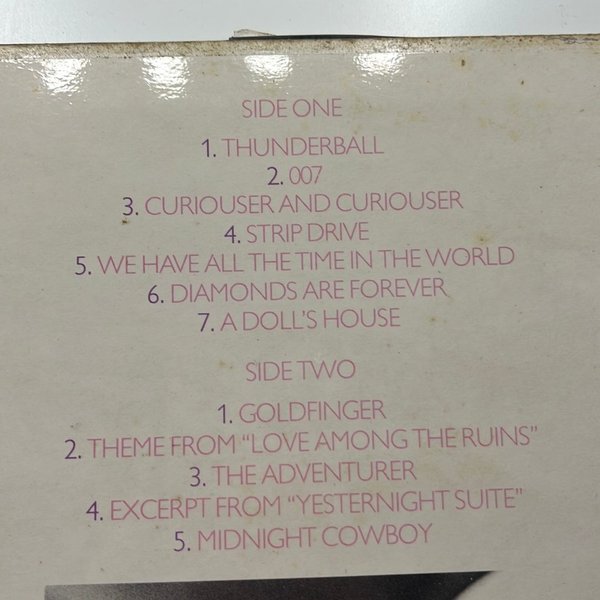 SIDE ONE
1. THUNDERBALL
2. 007
3. CURIOUSER AND CURIOUSER
4. STRIP DRIVE
5. WE HAVE ALL THE TIME IN THE WORLD
6. DIAMONDS ARE FOREVER
7. A DOLL'S HOUSE
SIDE TWO
1. GOLDFINGER
2. THEME FROM “LOVE AMONG THE RUINS”
3. THE ADVENTURER
4. EXCERPT FROM “YESTERNIGHT SUITE”
5. MIDNIGHT COWBOY